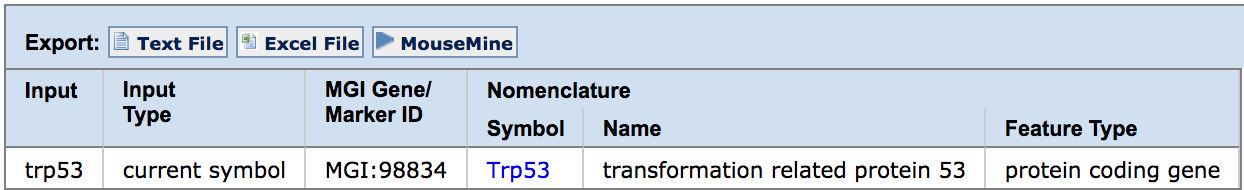 Export: Text File Excel File MouseMine
Input Input Type MGI Gene/ Marker ID Nomenclature
Symbol Name Feature Type
trp53 current symbol MGI:98834 Trp53 transformation related protein 53 protein coding gene